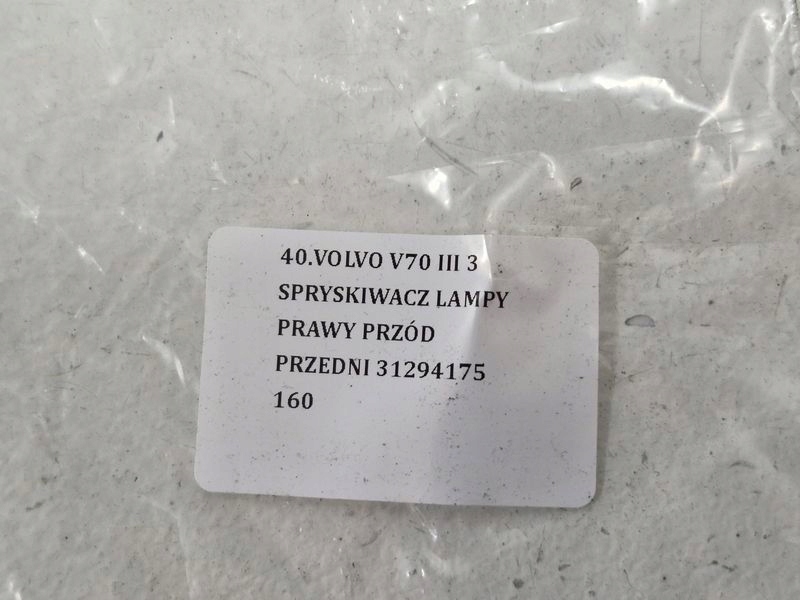 40.VOLVO V70 III 3
SPRYSKIWACZ LAMPY
PRAWY PRZÓD
PRZEDNI 31294175
160